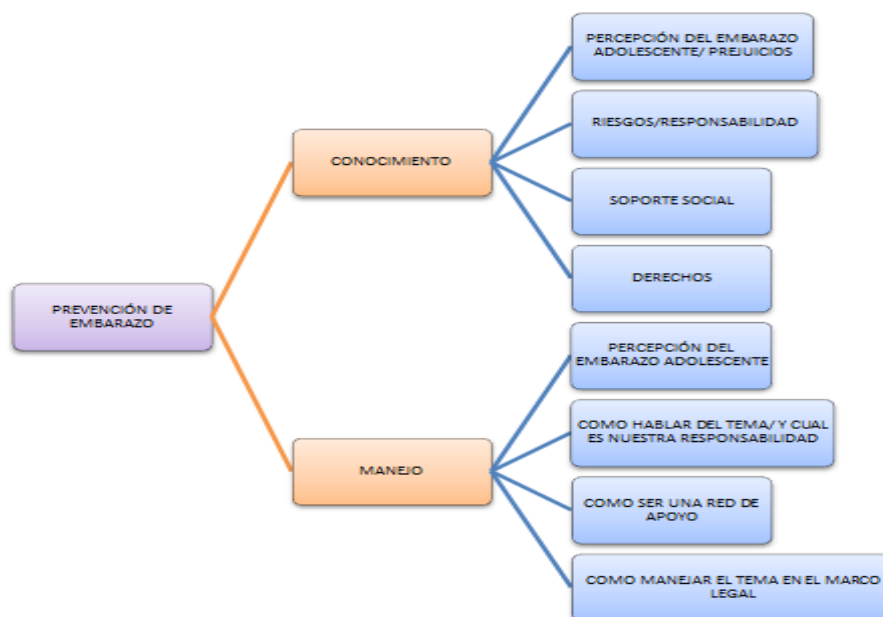 PERCEPCIÓN DEL EMBARAZO
ADOLESCENTE/ PREJUICIOS
RIESGOS/RESPONSABILIDAD
CONOCIMIENTO
SOPORTE SOCIAL
DERECHOS
PREVENCIÓN DE
EMBARAZO
PERCEPCIÓN DEL
EMBARAZO ADOLESCENTE
COMO HABLAR DEL TEMA/ Y CUAL
ES NUESTRA RESPONSABILIDAD
MANEJO
COMO SER UNA RED DE
APOYO
COMO MANEJAR EL TEMA EN EL MARCO
LEGAL